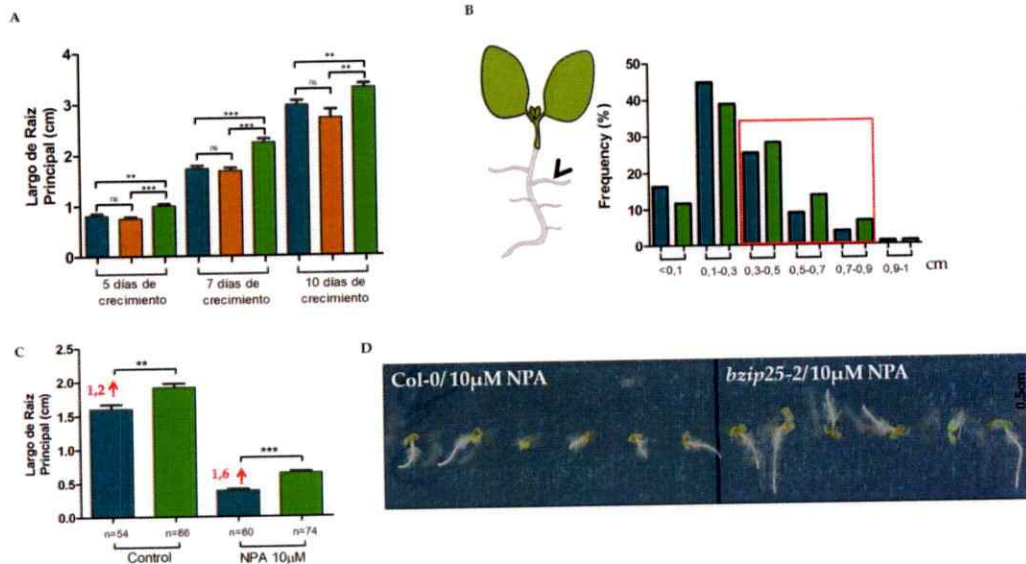 A
Largo de Raiz
Principal (cm)
4
3
2
1
0
**
ns
***
***
ns
***
**
ns
**
5 días de
crecimiento
7 días de
crecimiento
10 días de
crecimiento
B
Frequency (%)
50
40
30
20
10
0
<0,1
0,1-0,3
0,3-0,5
0,5-0,7
0,7-0,9
0,9-1
cm
C
Largo de Raiz
Principal (cm)
2.5
2.0
1.5
1.0
0.5
0.0
1,2
**
1,6
***
n=54
n=66
n=60
n=74
Control
NPA 10µM
D
Col-0/ 10µM NPA
bzip25-2/10µM NPA
0,5cm